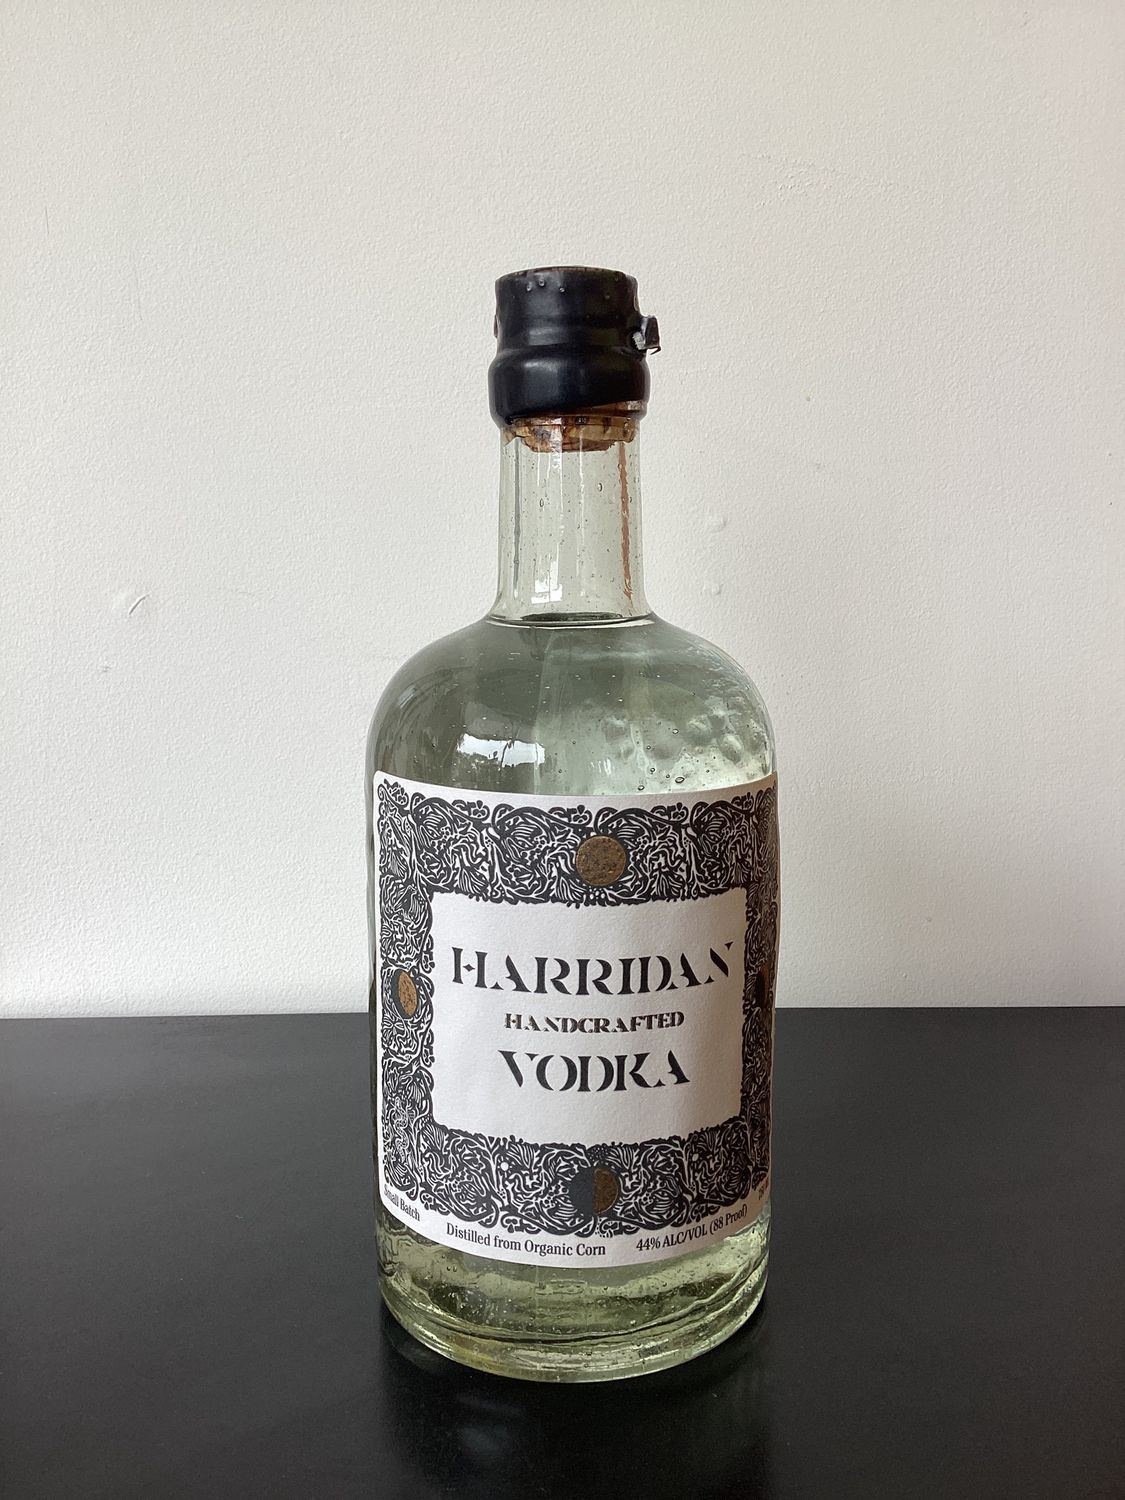 HARRIDAN
HANDCRAFTED
VODKA
Small Batch
Distilled from Organic Corn
44% ALC/VOL (88 Proof)